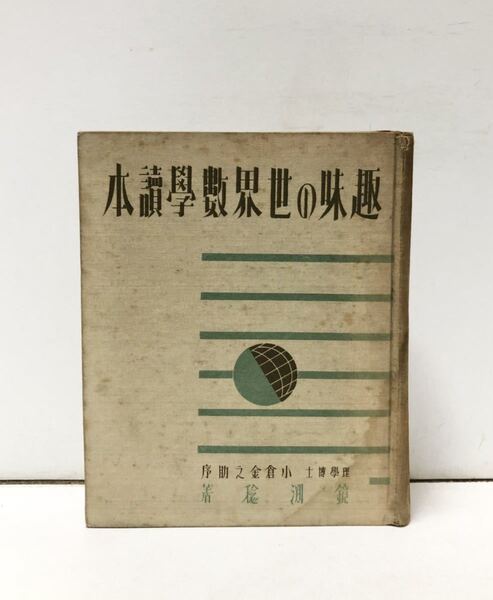 趣味の世界數學讀本
理學博士 小倉金之助序
鏡渕稔著